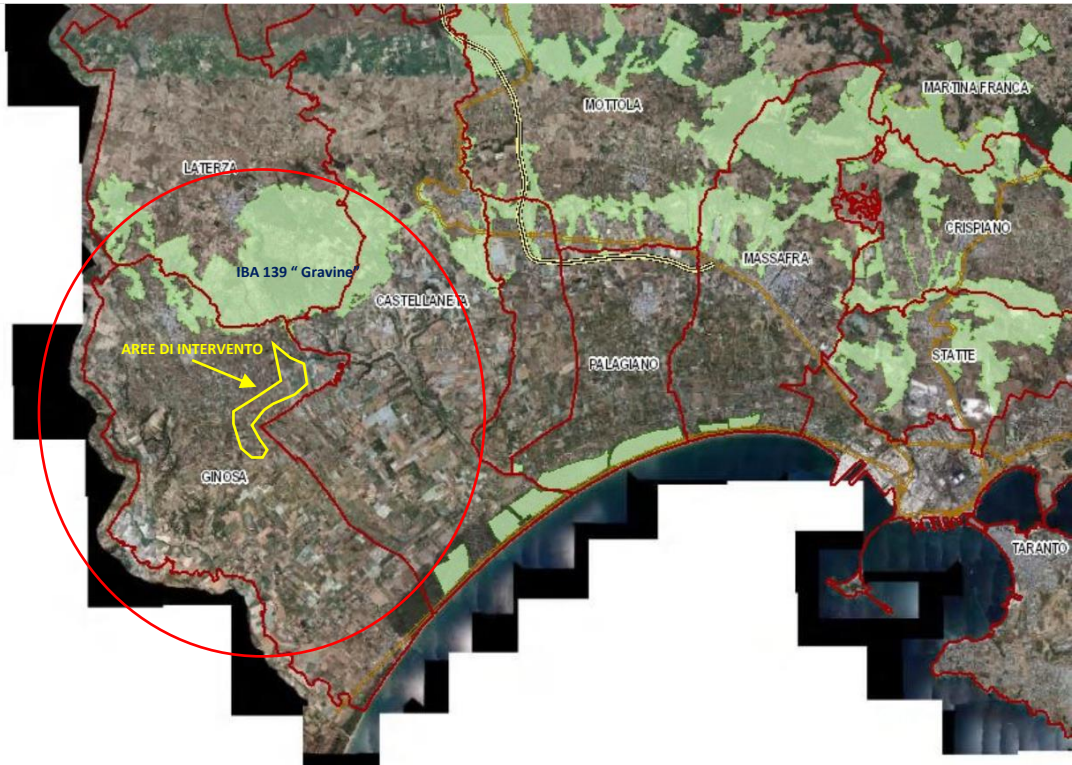 MARTINA FRANCA
MOTTOLA
LATERZA
CRISPIANO
MASSAFRA
IBA 139 “ Gravine”
CASTELLANETA
AREE DI INTERVENTO
STATTE
PALAGIANO
GINOSA
TARANTO